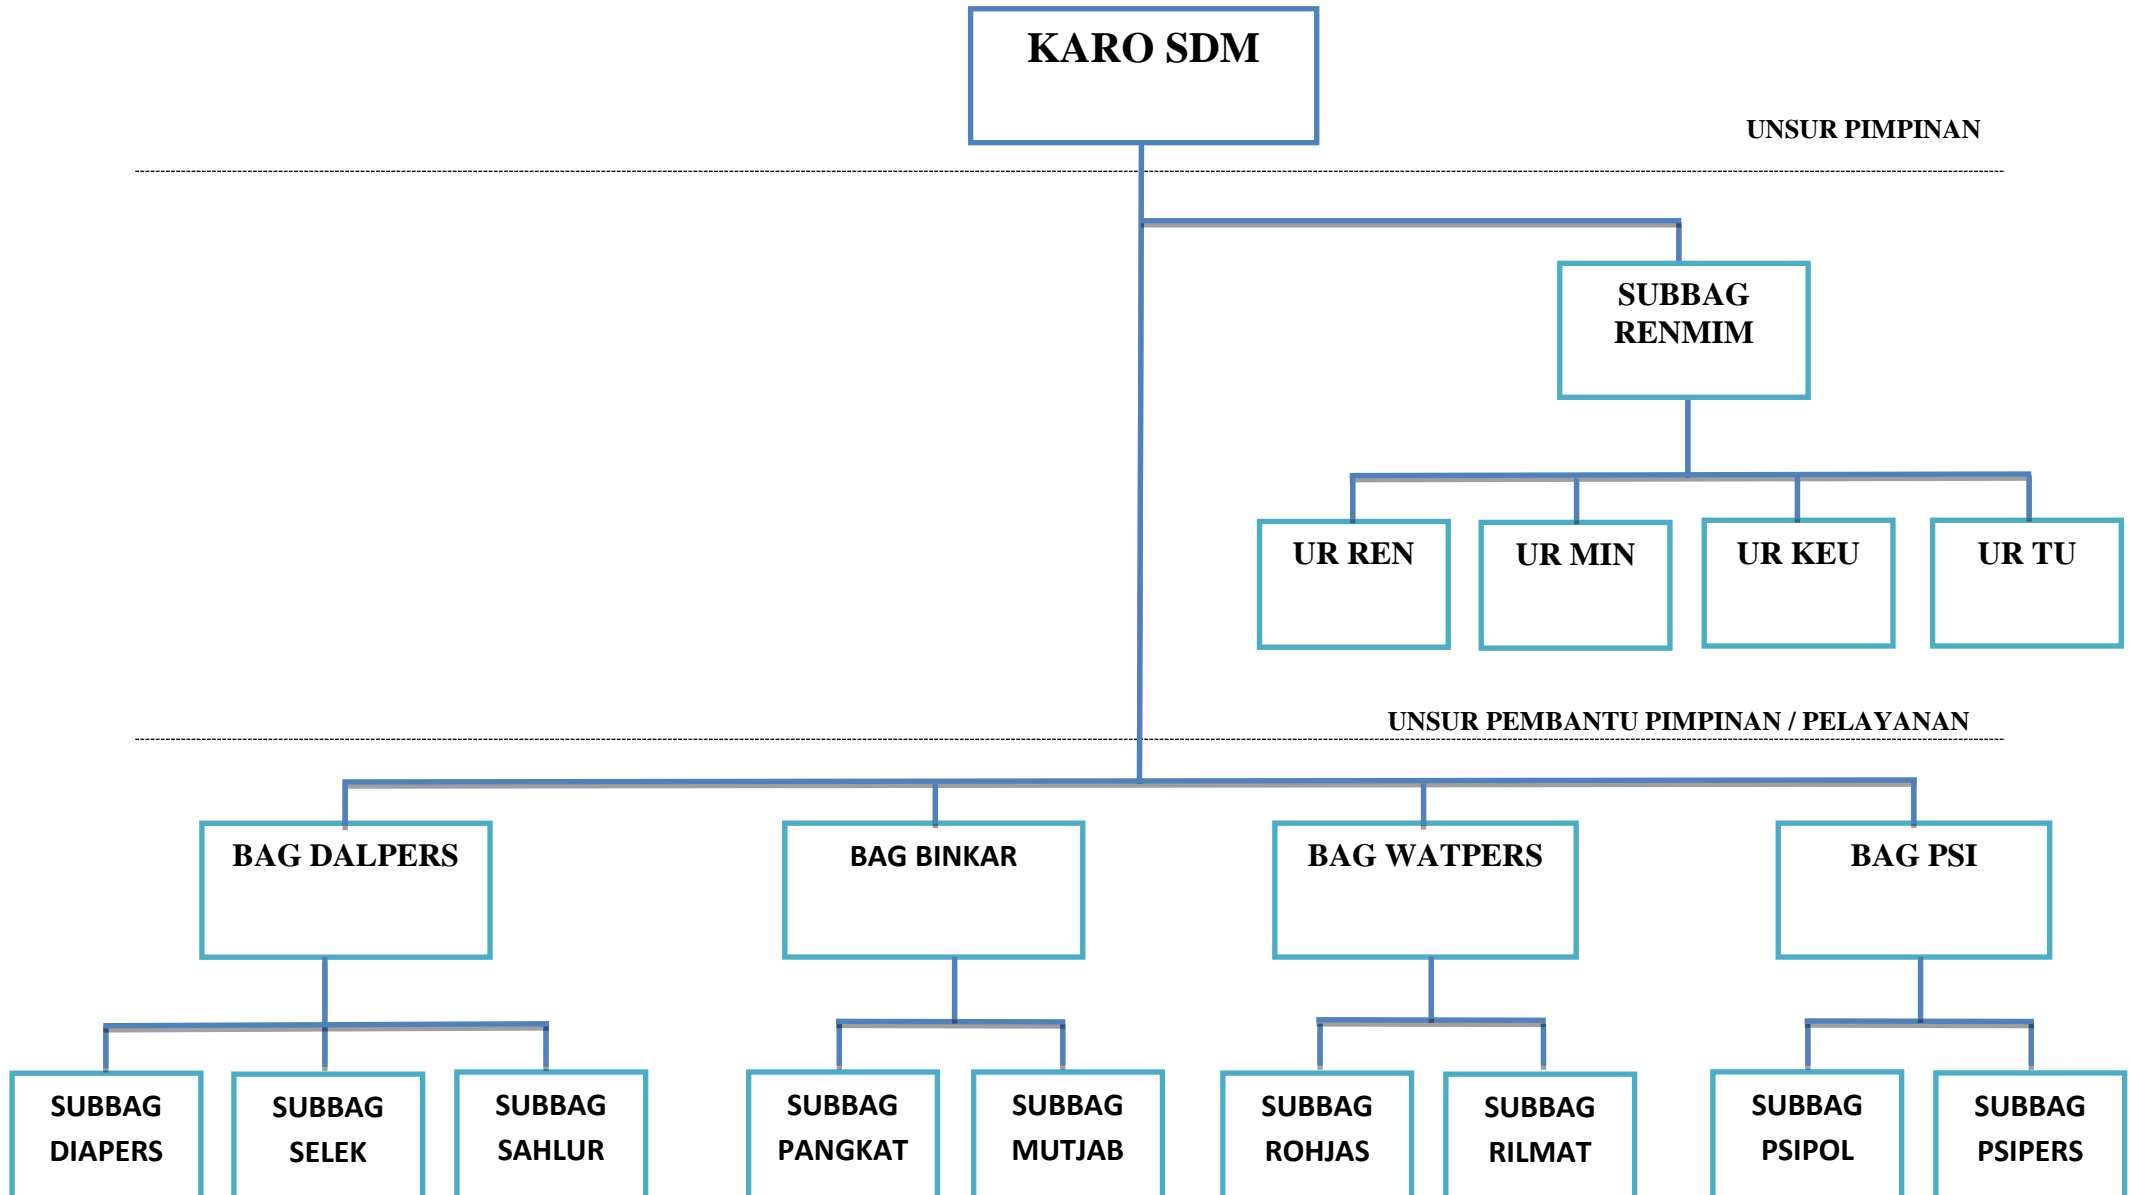 KARO SDM
UNSUR PIMPINAN
SUBBAG
RENMIM
UR REN
UR MIN
UR KEU
UR TU
UNSUR PEMBANTU PIMPINAN / PELAYANAN
BAG DALPERS
BAG BINKAR
BAG WATPERS
BAG PSI
SUBBAG
DIAPERS
SUBBAG
SELEK
SUBBAG
SAHLUR
SUBBAG
PANGKAT
SUBBAG
MUTJAB
SUBBAG
ROHJAS
SUBBAG
RILMAT
SUBBAG
PSIPOL
SUBBAG
PSIPERS